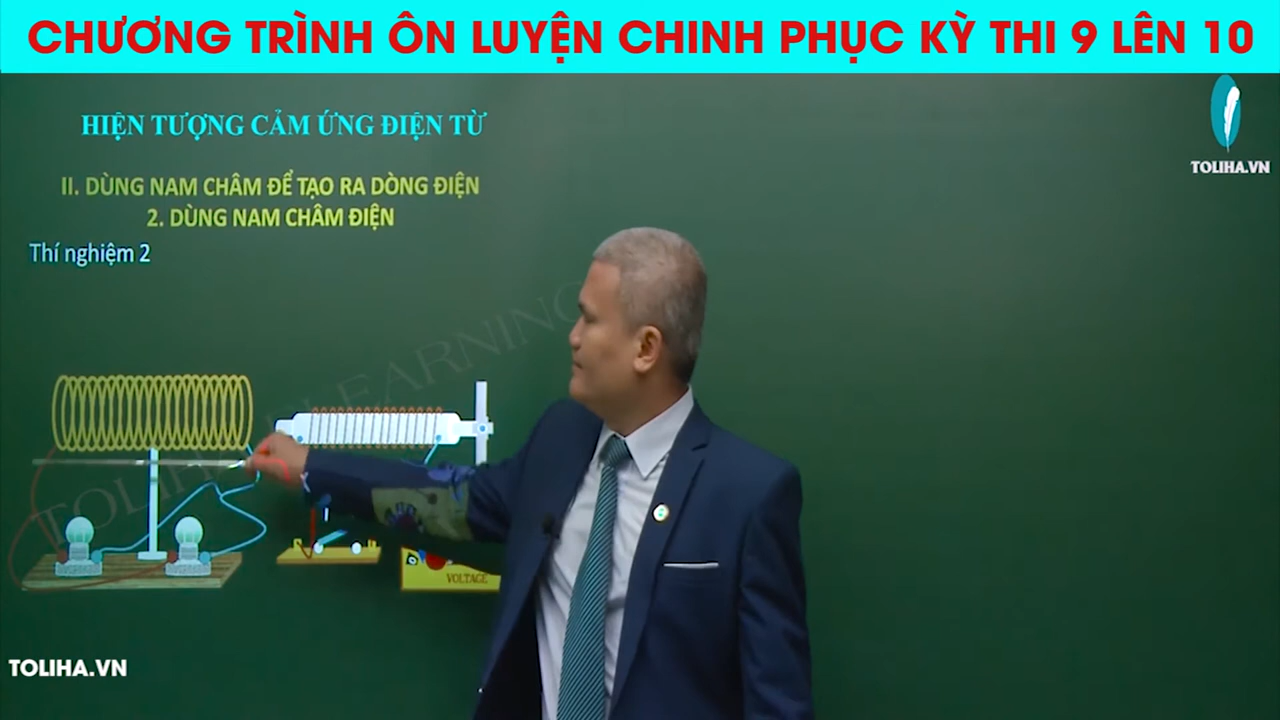 CHƯƠNG TRÌNH ÔN LUYỆN CHINH PHỤC KỲ THI 9 LÊN 10
TOLIHA.VN
HIỆN TƯỢNG CẢM ỨNG ĐIỆN TỪ
II. DÙNG NAM CHÂM ĐỂ TẠO RA DÒNG ĐIỆN
2. DÙNG NAM CHÂM ĐIỆN
Thí nghiệm 2
VOLTAGE
TOLIHA.VN